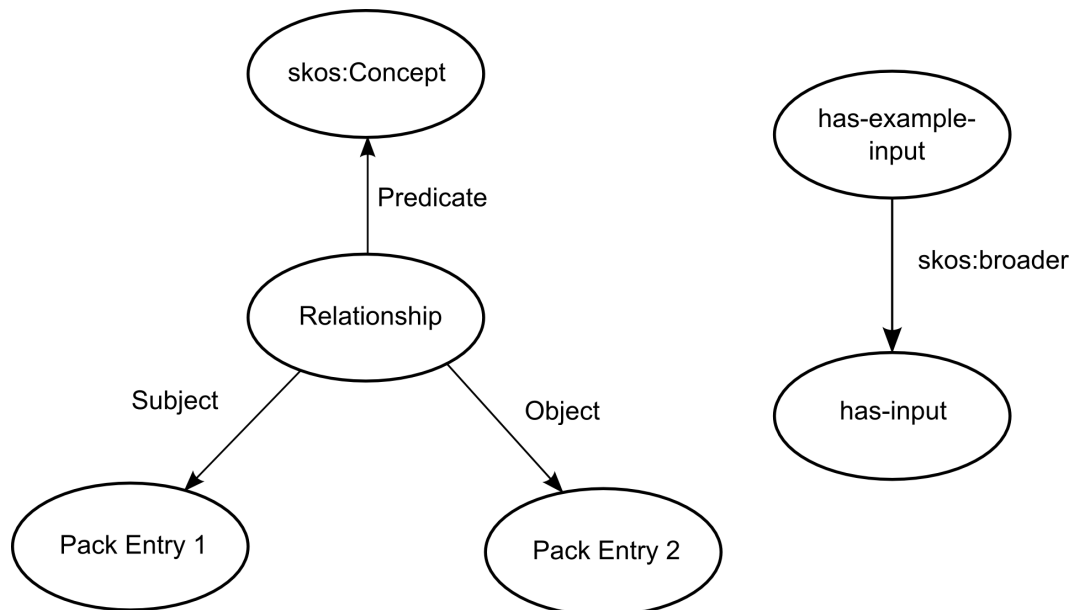 skos:Concept
Predicate
Relationship
Subject
Object
Pack Entry 1
Pack Entry 2
has-example-
input
skos:broader
has-input